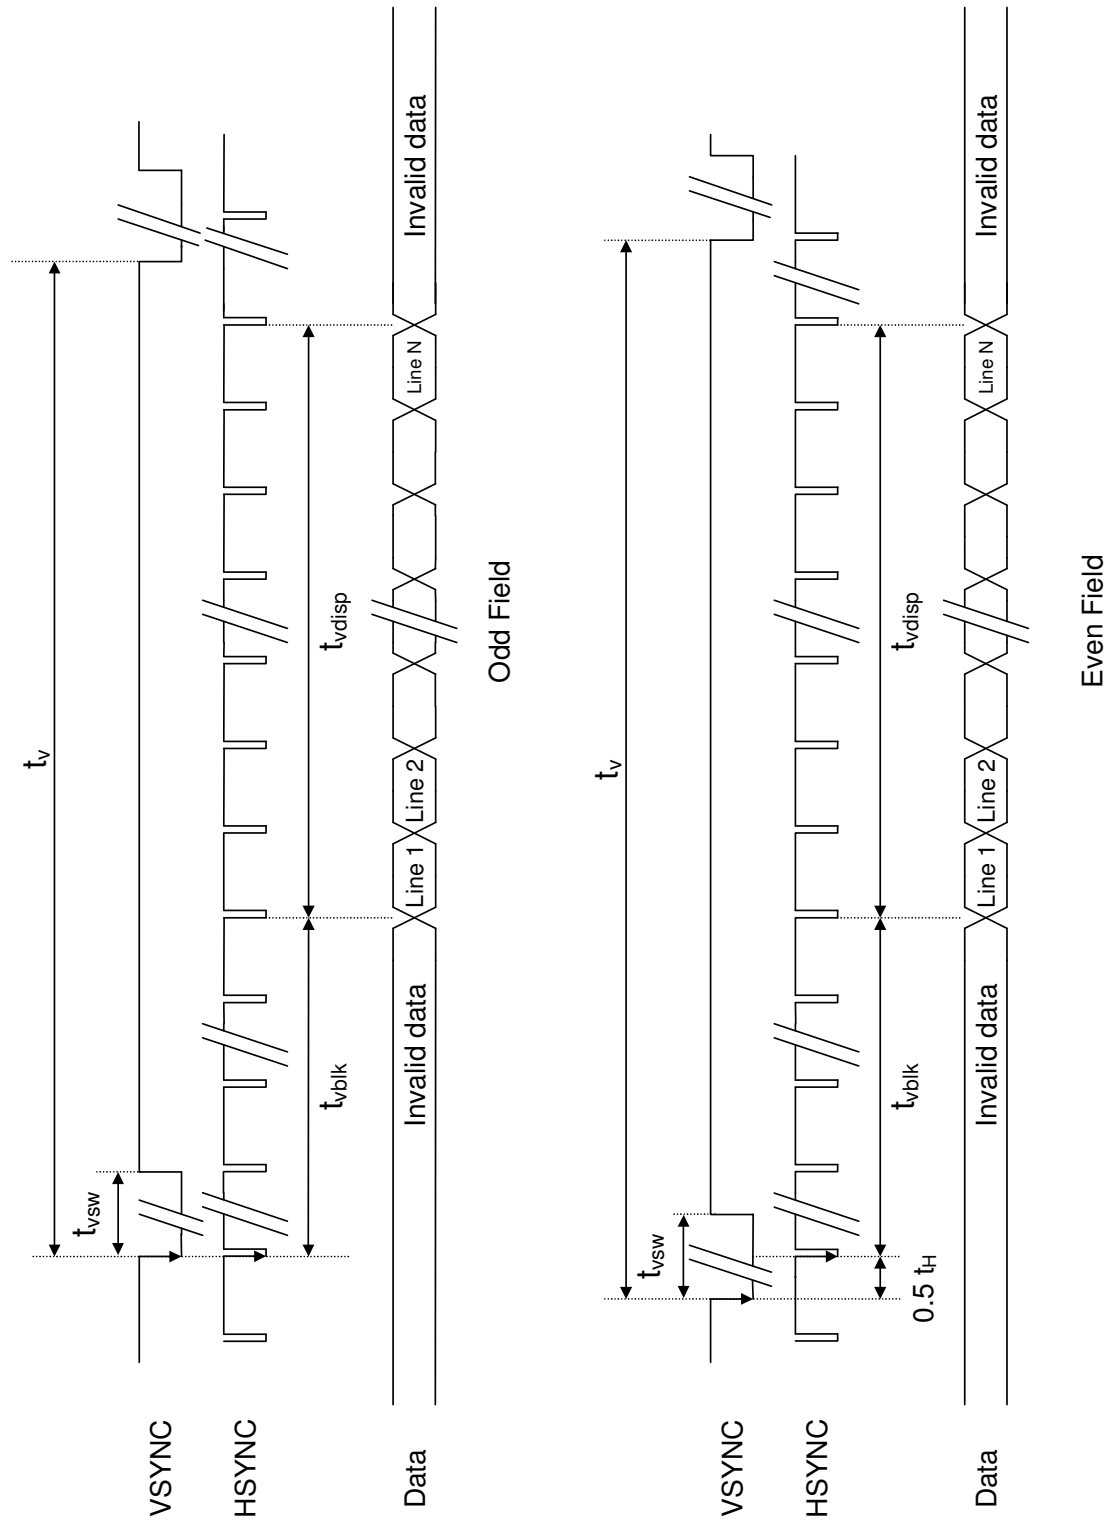 t_v
t_vsw
VSYNC
HSYNC
t_vblk
t_vdisp
Data
Invalid data
Line 1
Line 2
Line N
Invalid data
Odd Field
t_v
t_vsw
VSYNC
HSYNC
t_vblk
t_vdisp
0.5 t_H
Data
Invalid data
Line 1
Line 2
Line N
Invalid data
Even Field